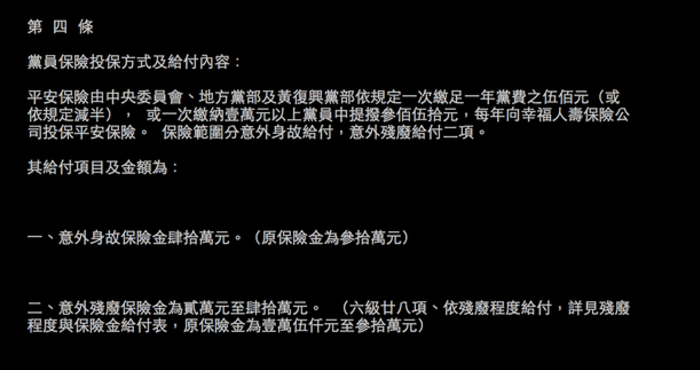 第 四 條
黨員保險投保方式及給付內容：
平安保險由中央委員會、地方黨部及黃復興黨部依規定一次繳足一年黨費之伍佰元（或
依規定減半）， 或一次繳納壹萬元以上黨員中提撥參佰伍拾元，每年向幸福人壽保險公
司投保平安保險。 保險範圍分意外身故給付，意外殘廢給付二項。
其給付項目及金額為：
一、意外身故保險金肆拾萬元。（原保險金為參拾萬元）
二、意外殘廢保險金為貳萬元至肆拾萬元。 （六級廿八項、依殘廢程度給付，詳見殘廢
程度與保險金給付表，原保險金為壹萬伍仟元至參拾萬元）